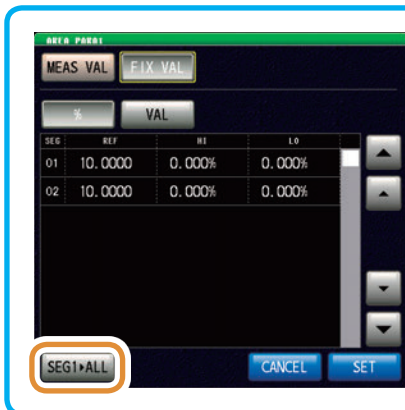 AREA PARA1
MEAS VAL FIX VAL
% VAL
SEG REF HI LO
01 10.0000 0.000% 0.000%
02 10.0000 0.000% 0.000%
SEG1▶ALL CANCEL SET